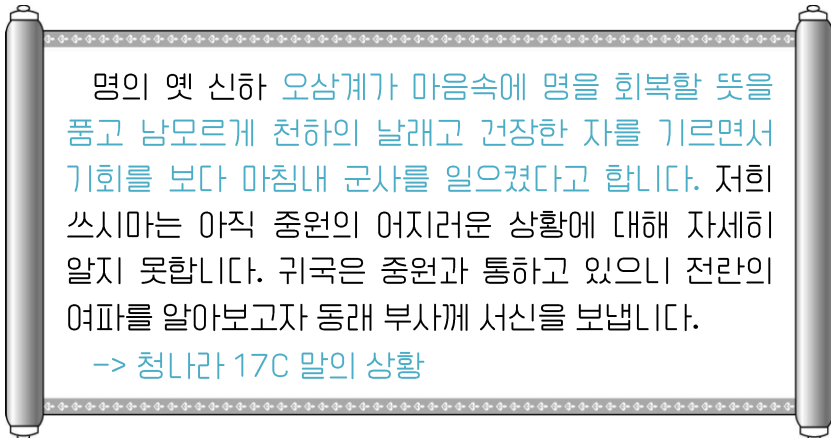 명의 옛 신하 오삼계가 마음속에 명을 회복할 뜻을
품고 남모르게 천하의 날래고 건장한 자를 기르면서
기회를 보다 마침내 군사를 일으켰다고 합니다. 저희
쓰시마는 아직 중원의 어지러운 상황에 대해 자세히
알지 못합니다. 귀국은 중원과 통하고 있으니 전란의
여파를 알아보고자 동래 부사께 서신을 보냅니다.
-> 청나라 17C 말의 상황